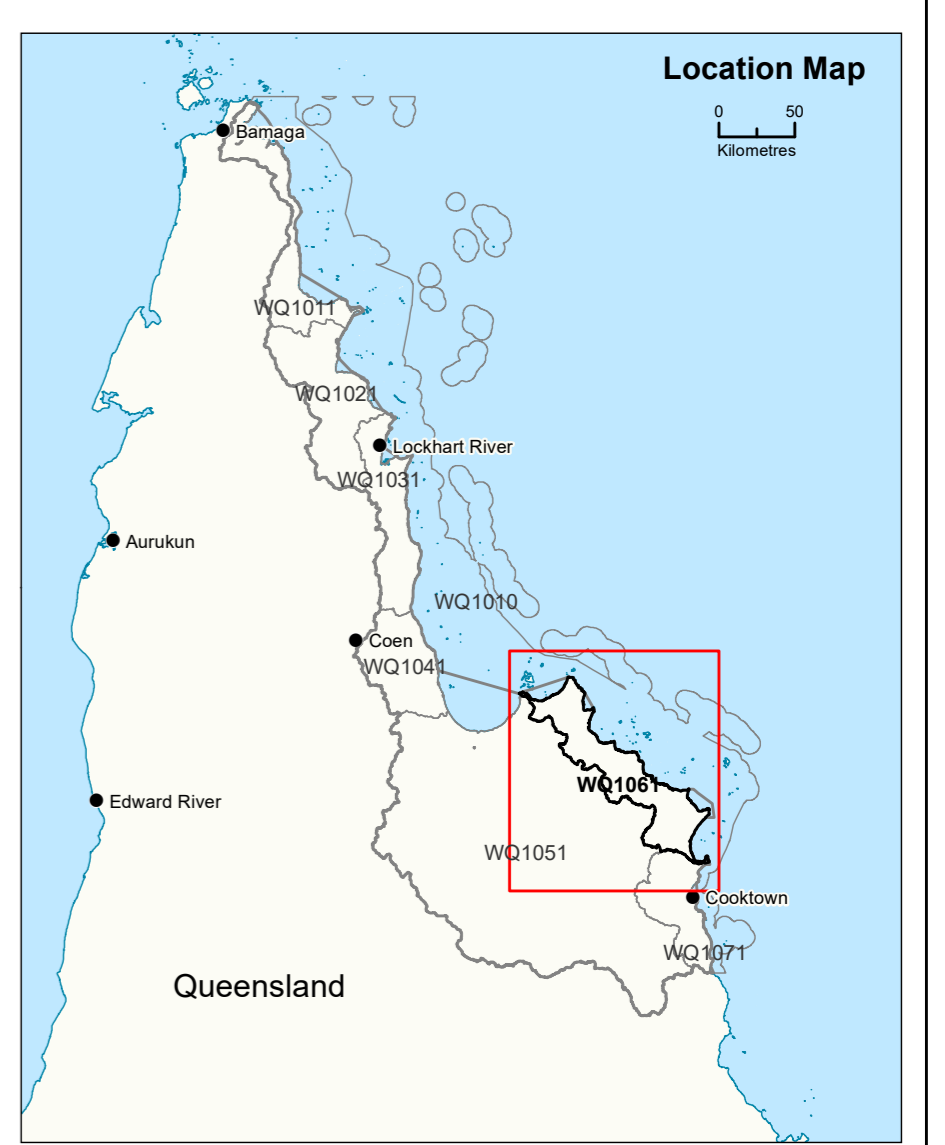 Location Map
0 50
Kilometres
Bamaga
WQ1011
WQ1021
Lockhart River
WQ1031
Aurukun
WQ1010
Coen
WQ1041
WQ1061
Edward River
WQ1051
Cooktown
WQ1071
Queensland